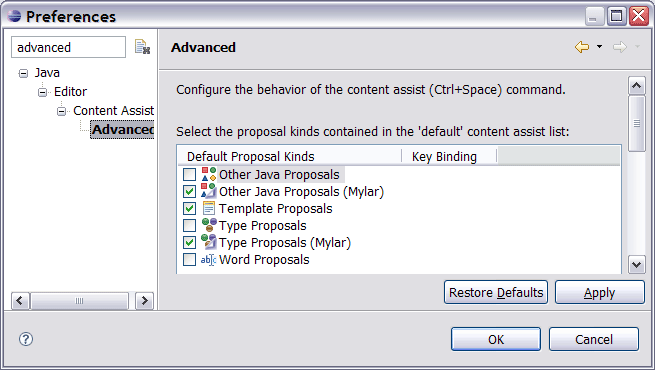 Preferences
advanced
Advanced
Java
Editor
Content Assist
Advanced
Configure the behavior of the content assist (Ctrl+Space) command.
Select the proposal kinds contained in the 'default' content assist list:
Default Proposal Kinds Key Binding
Other Java Proposals
Other Java Proposals (Mylar)
Template Proposals
Type Proposals
Type Proposals (Mylar)
Word Proposals
Restore Defaults Apply
OK Cancel